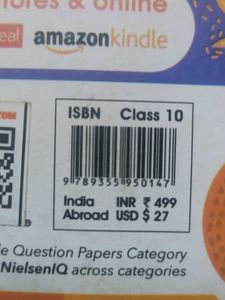 stores & online
eal amazonkindle
ISBN Class 10
9 789355 950147
India INR ₹ 499
Abroad USD $ 27
e Question Papers Category
NielsenIQ across categories